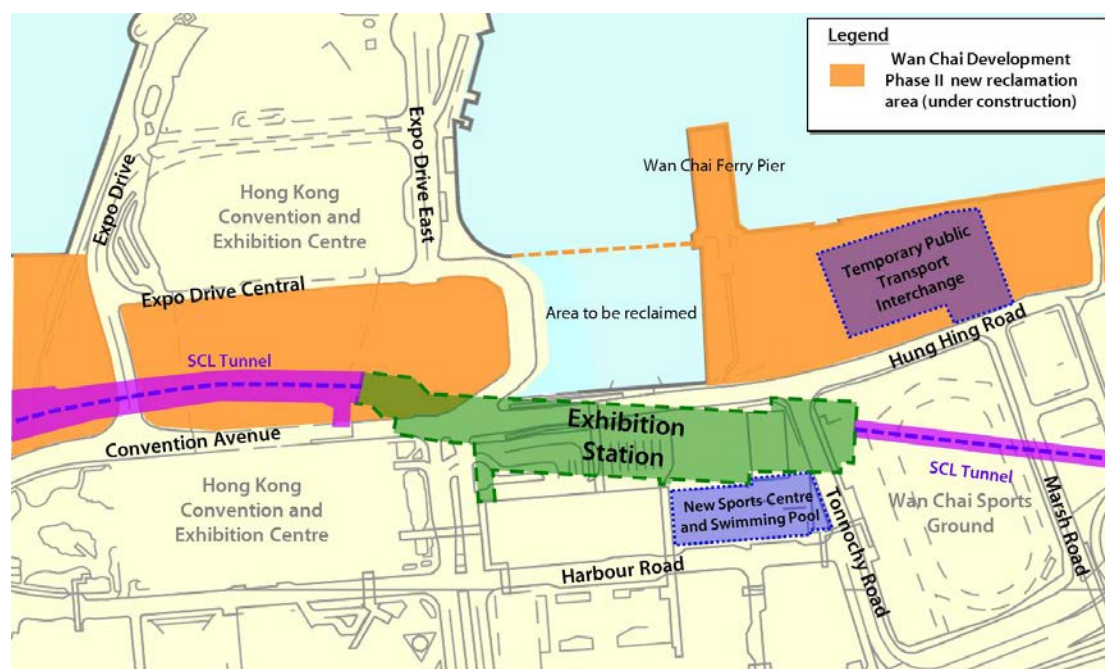 Legend
Wan Chai Development
Phase II new reclamation
area (under construction)
Expo Drive
Expo Drive East
Wan Chai Ferry Pier
Hong Kong
Convention and
Exhibition Centre
Temporary Public
Transport
Interchange
Expo Drive Central
Area to be reclaimed
Hung Hing Road
SCL Tunnel
Convention Avenue
Exhibition
Station
SCL Tunnel
Hong Kong
Convention and
Exhibition Centre
New Sports Centre
and Swimming Pool
Tonnochy Road
Wan Chai Sports
Ground
Marsh Road
Harbour Road